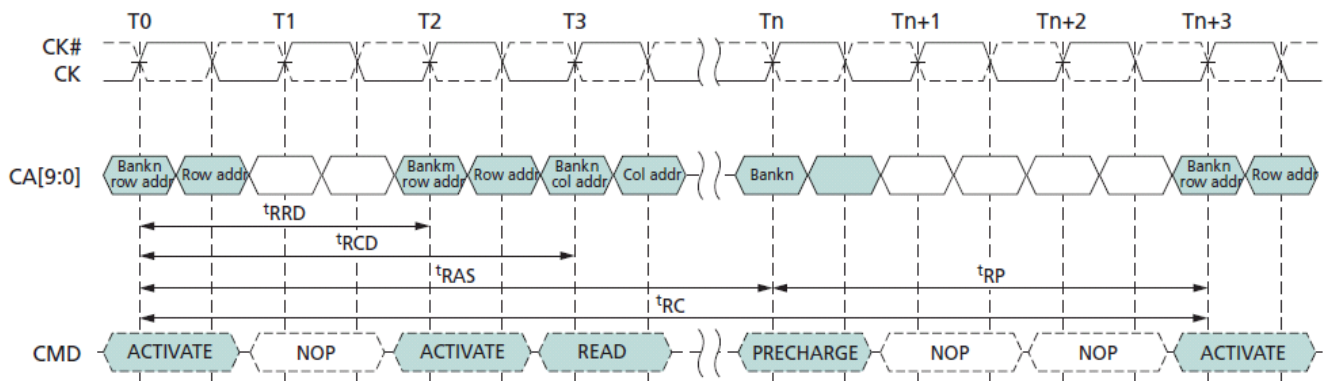 T0 T1 T2 T3 Tn Tn+1 Tn+2 Tn+3
CK#
CK
CA[9:0]
Bankn
row addr
Row addr
Bankm
row addr
Row addr
Bankn
col addr
Col addr
Bankn
Bankn
row addr
Row addr
tRRD
tRCD
tRAS
tRP
tRC
CMD ACTIVATE NOP ACTIVATE READ PRECHARGE NOP NOP ACTIVATE